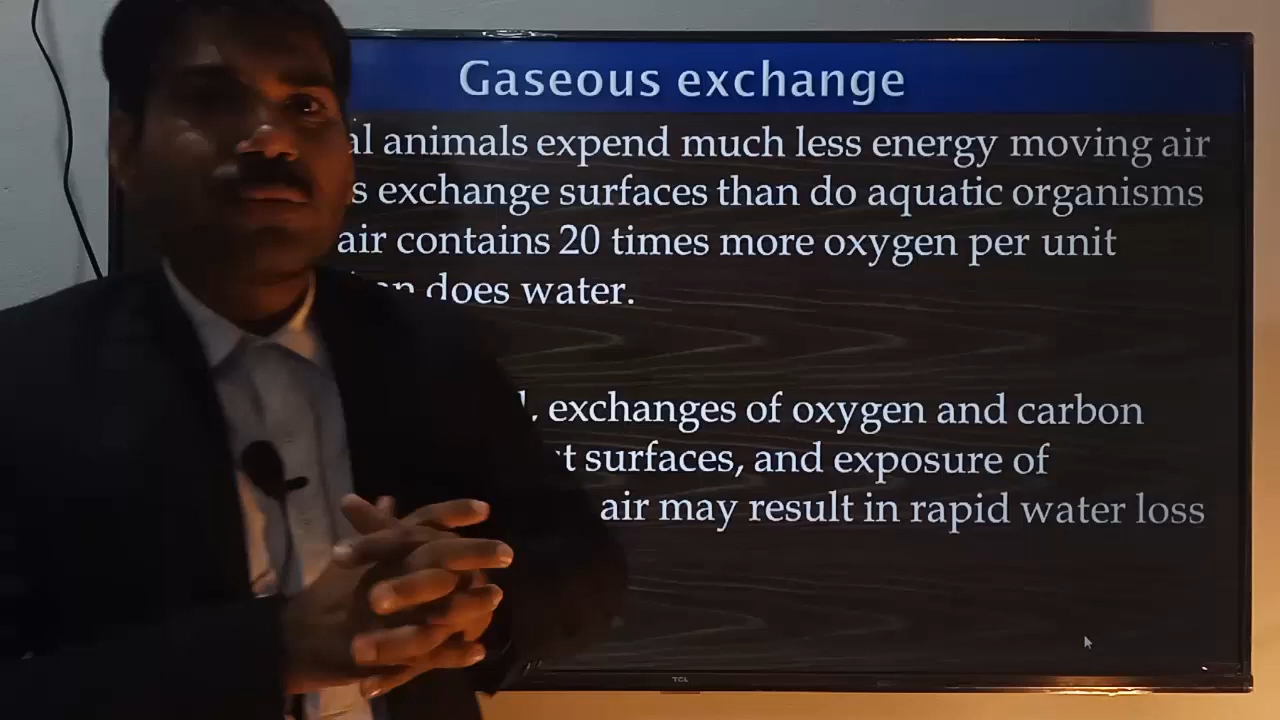 Gaseous exchange
al animals expend much less energy moving air
s exchange surfaces than do aquatic organisms
air contains 20 times more oxygen per unit
an does water.
exchanges of oxygen and carbon
t surfaces, and exposure of
air may result in rapid water loss
TCL